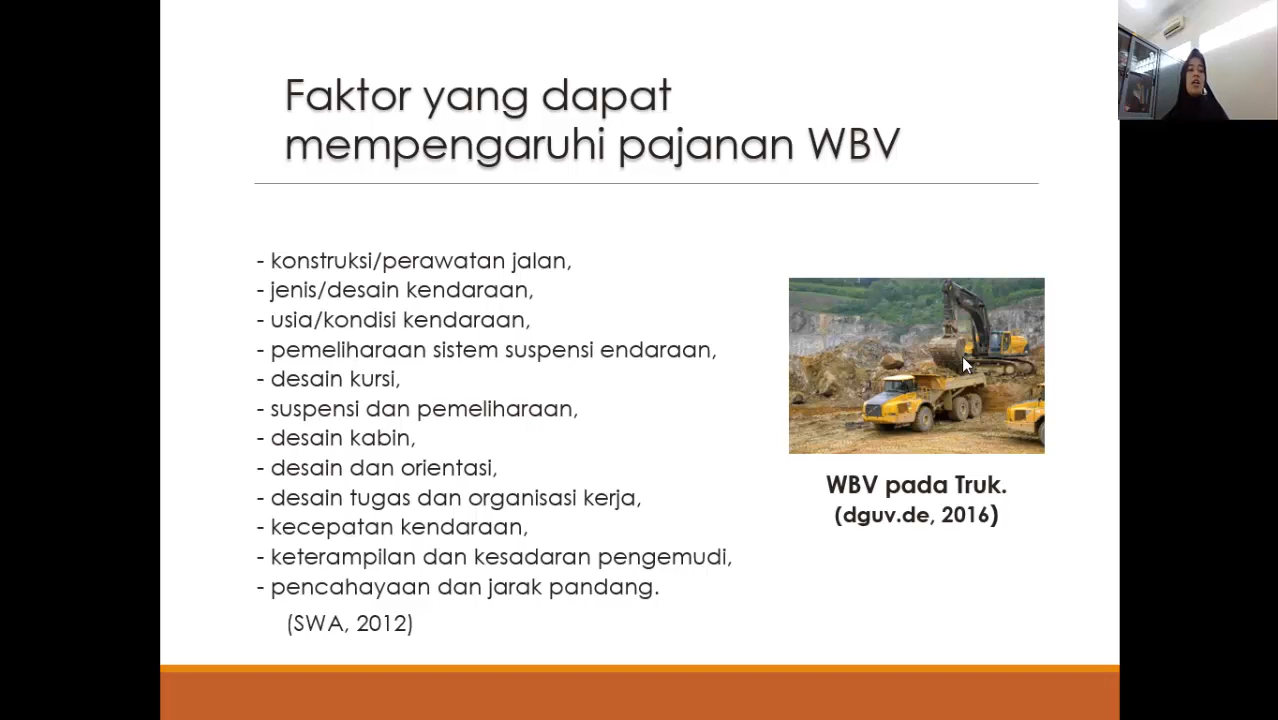 Faktor yang dapat
mempengaruhi pajanan WBV
- konstruksi/perawatan jalan,
- jenis/desain kendaraan,
- usia/kondisi kendaraan,
- pemeliharaan sistem suspensi endaraan,
- desain kursi,
- suspensi dan pemeliharaan,
- desain kabin,
- desain dan orientasi,
- desain tugas dan organisasi kerja,
- kecepatan kendaraan,
- keterampilan dan kesadaran pengemudi,
- pencahayaan dan jarak pandang.
(SWA, 2012)
WBV pada Truk.
(dguv.de, 2016)